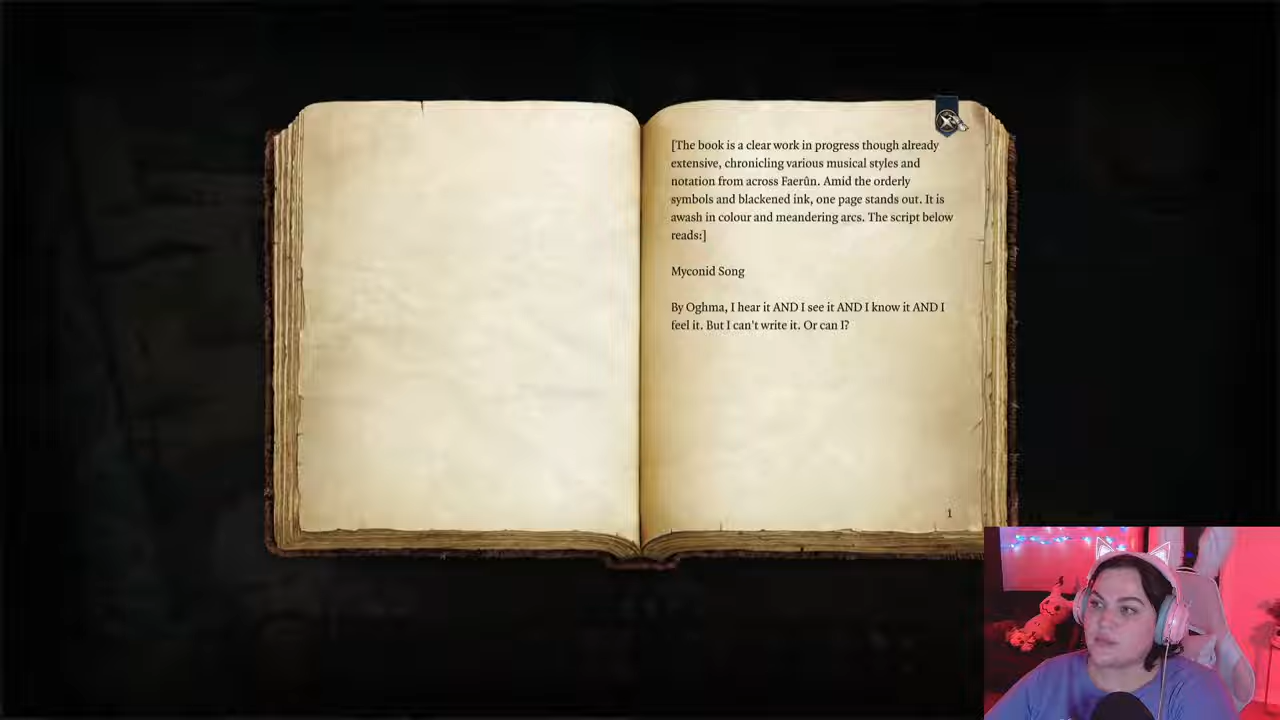 [The book is a clear work in progress though already
extensive, chronicling various musical styles and
notation from across Faerûn. Amid the orderly
symbols and blackened ink, one page stands out. It is
awash in colour and meandering arcs. The script below
reads:]
Myconid Song
By Oghma, I hear it AND I see it AND I know it AND I
feel it. But I can't write it. Or can I?
1